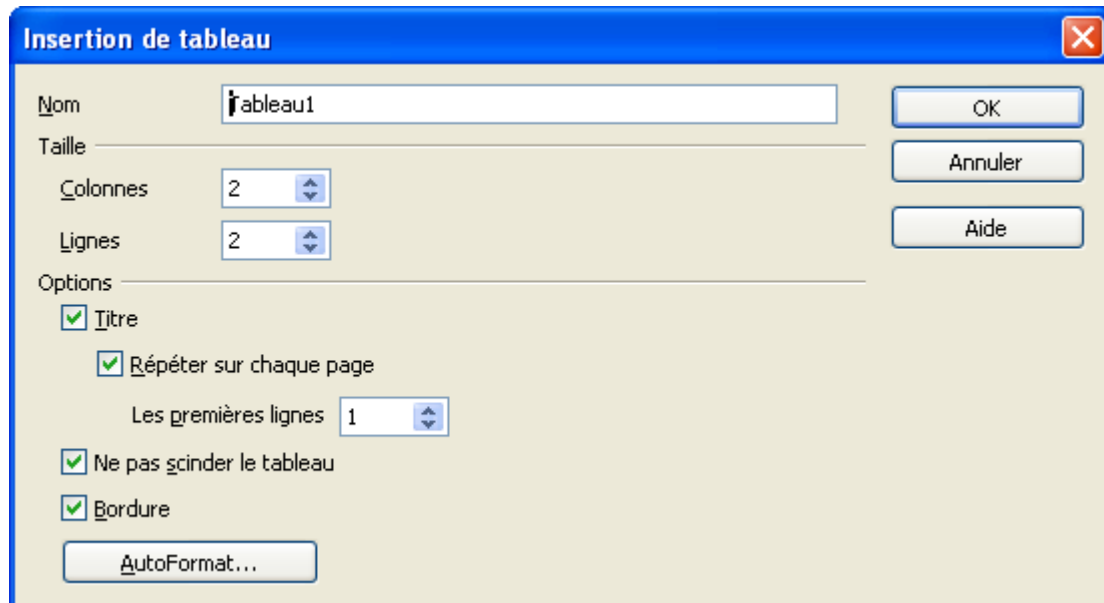 Insertion de tableau
Nom Tableau1
OK
Taille
Annuler
Colonnes 2
Lignes 2
Aide
Options
Titre
Répéter sur chaque page
Les premières lignes 1
Ne pas scinder le tableau
Bordure
AutoFormat...